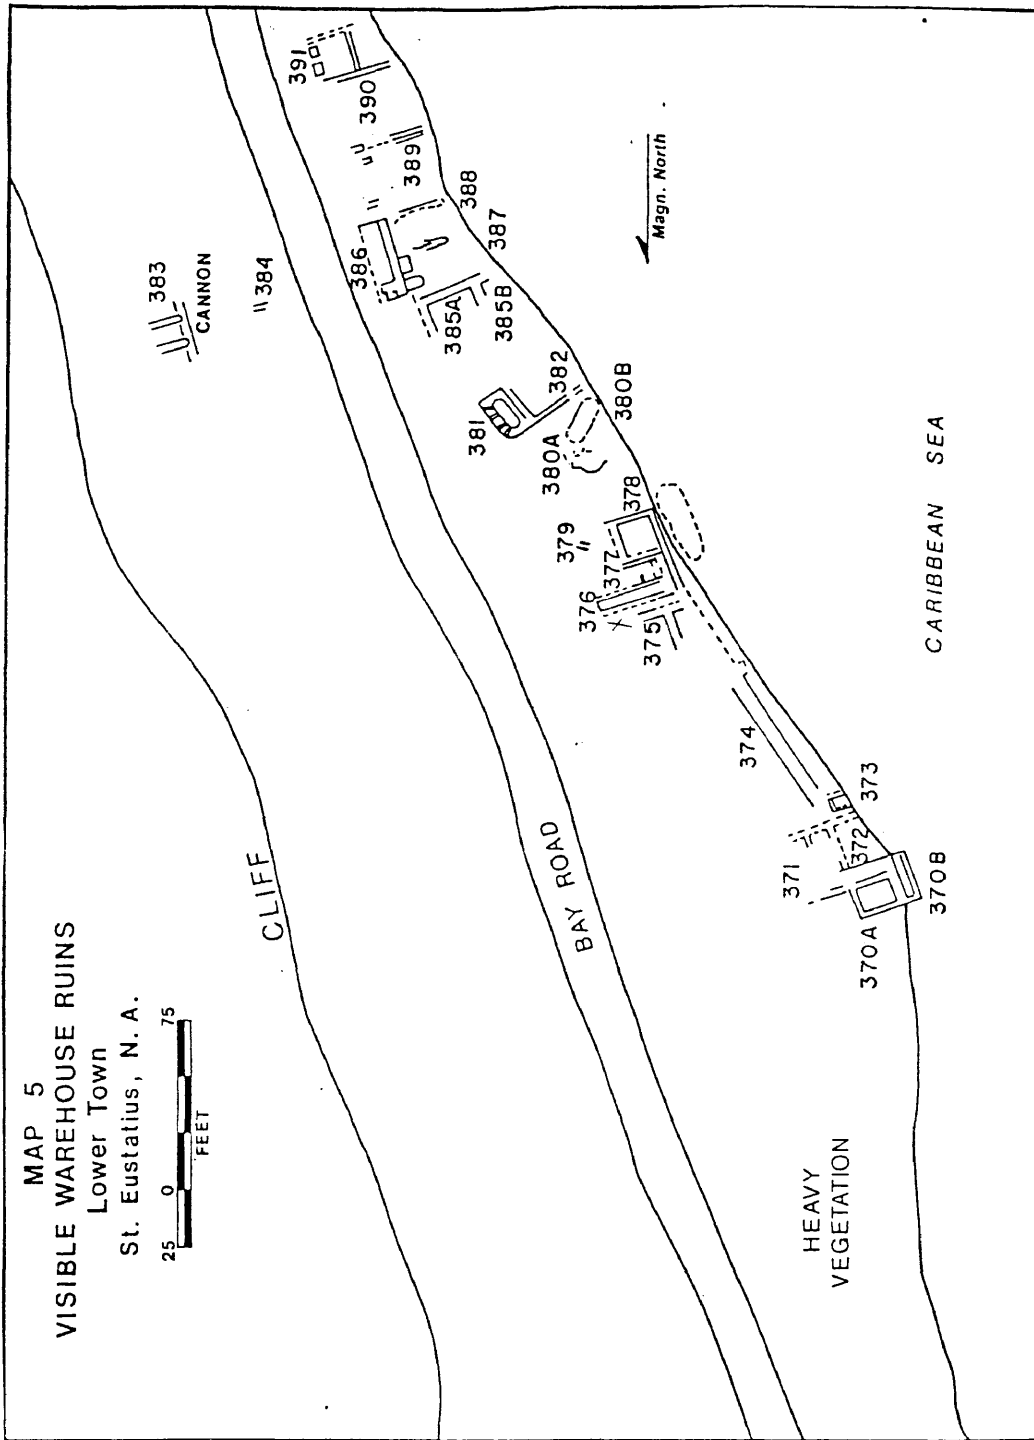 MAP 5
VISIBLE WAREHOUSE RUINS
Lower Town
St. Eustatius, N. A.
25 0 75
FEET
CLIFF
BAY ROAD
HEAVY
VEGETATION
CARIBBEAN SEA
Magn. North
370A
370B
371
372
373
374
375
376
377
378
379
380A
380B
381
382
383
CANNON
384
385A
385B
386
387
388
389
390
391